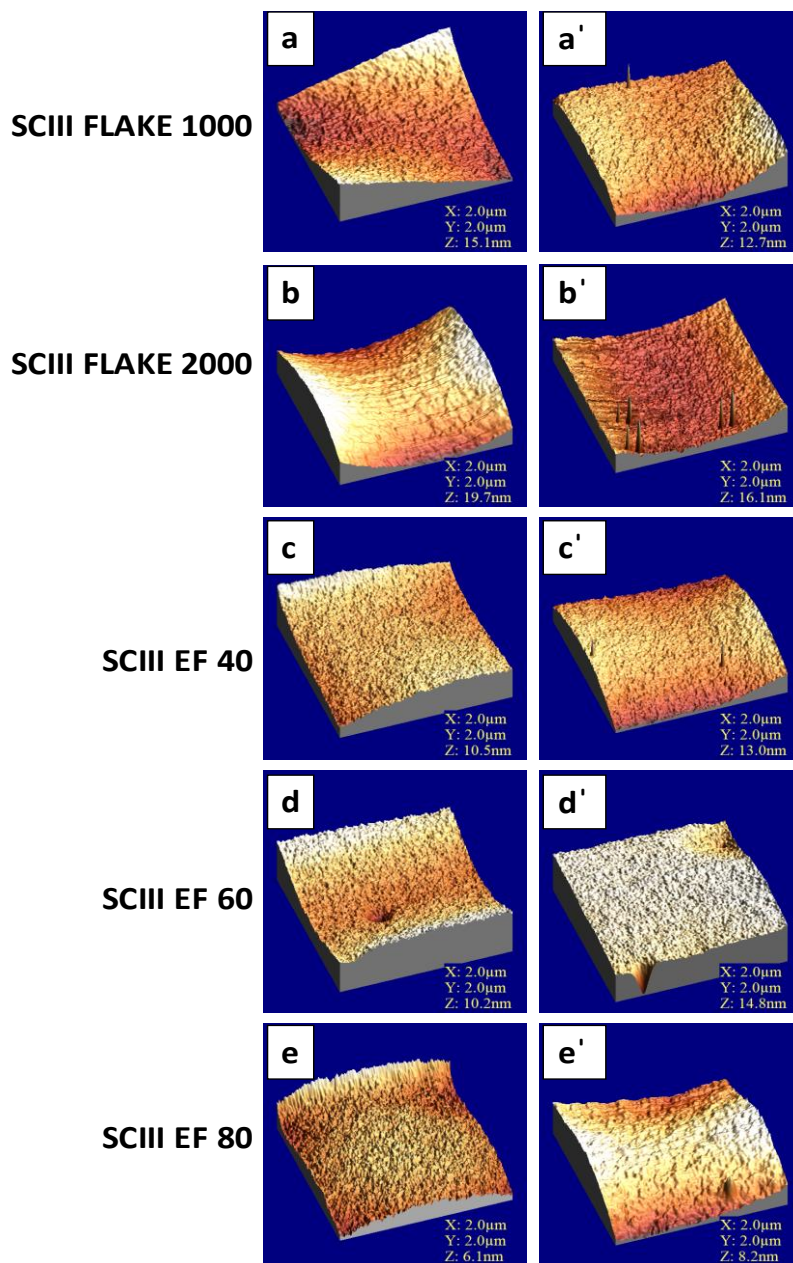 a
a'
SCIII FLAKE 1000
X: 2.0µm
Y: 2.0µm
Z: 15.1nm
X: 2.0µm
Y: 2.0µm
Z: 12.7nm
b
b'
SCIII FLAKE 2000
X: 2.0µm
Y: 2.0µm
Z: 19.7nm
X: 2.0µm
Y: 2.0µm
Z: 16.1nm
c
c'
SCIII EF 40
X: 2.0µm
Y: 2.0µm
Z: 10.5nm
X: 2.0µm
Y: 2.0µm
Z: 13.0nm
d
d'
SCIII EF 60
X: 2.0µm
Y: 2.0µm
Z: 10.2nm
X: 2.0µm
Y: 2.0µm
Z: 14.8nm
e
e'
SCIII EF 80
X: 2.0µm
Y: 2.0µm
Z: 6.1nm
X: 2.0µm
Y: 2.0µm
Z: 8.2nm